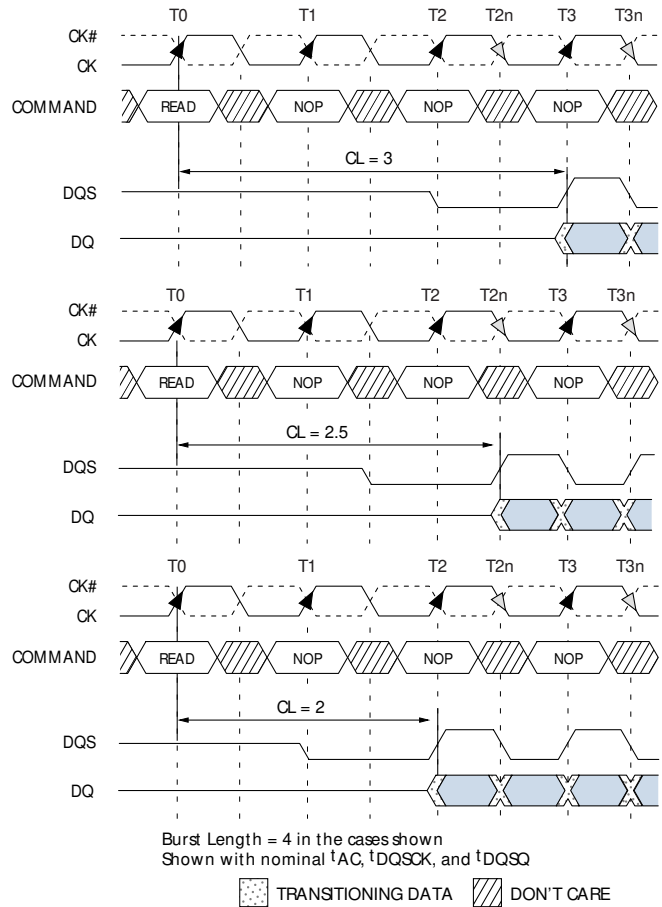 T0 T1 T2 T2n T3 T3n
CK#
CK
COMMAND READ NOP NOP NOP
CL = 3
DQS
DQ
T0 T1 T2 T2n T3 T3n
CK#
CK
COMMAND READ NOP NOP NOP
CL = 2.5
DQS
DQ
T0 T1 T2 T2n T3 T3n
CK#
CK
COMMAND READ NOP NOP NOP
CL = 2
DQS
DQ
Burst Length = 4 in the cases shown
Shown with nominal tAC, tDQSCK, and tDQSQ
TRANSITIONING DATA DON'T CARE